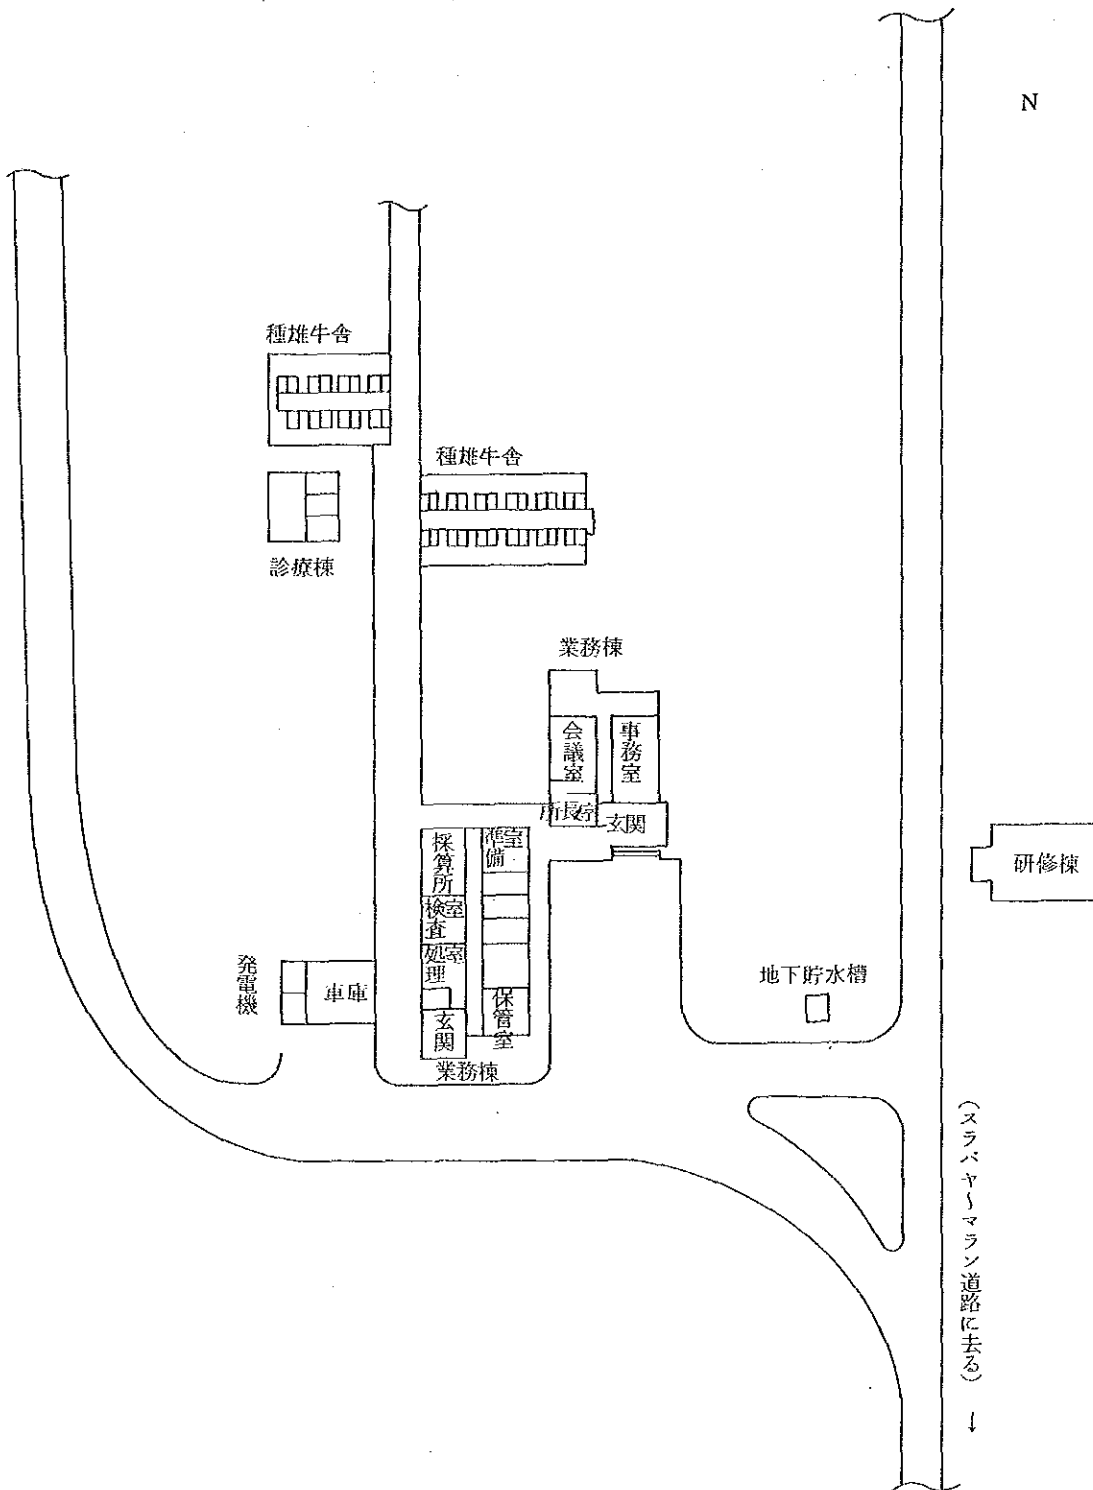 N
種雄牛舎
種雄牛舎
診療棟
業務棟
会議室
事務室
所長室
玄関
採算所
準備室
検査室
研修棟
処理室
発電機
車庫
地下貯水槽
保管室
玄関
業務棟
(スラバヤ〜マラン道路に去る) ↓